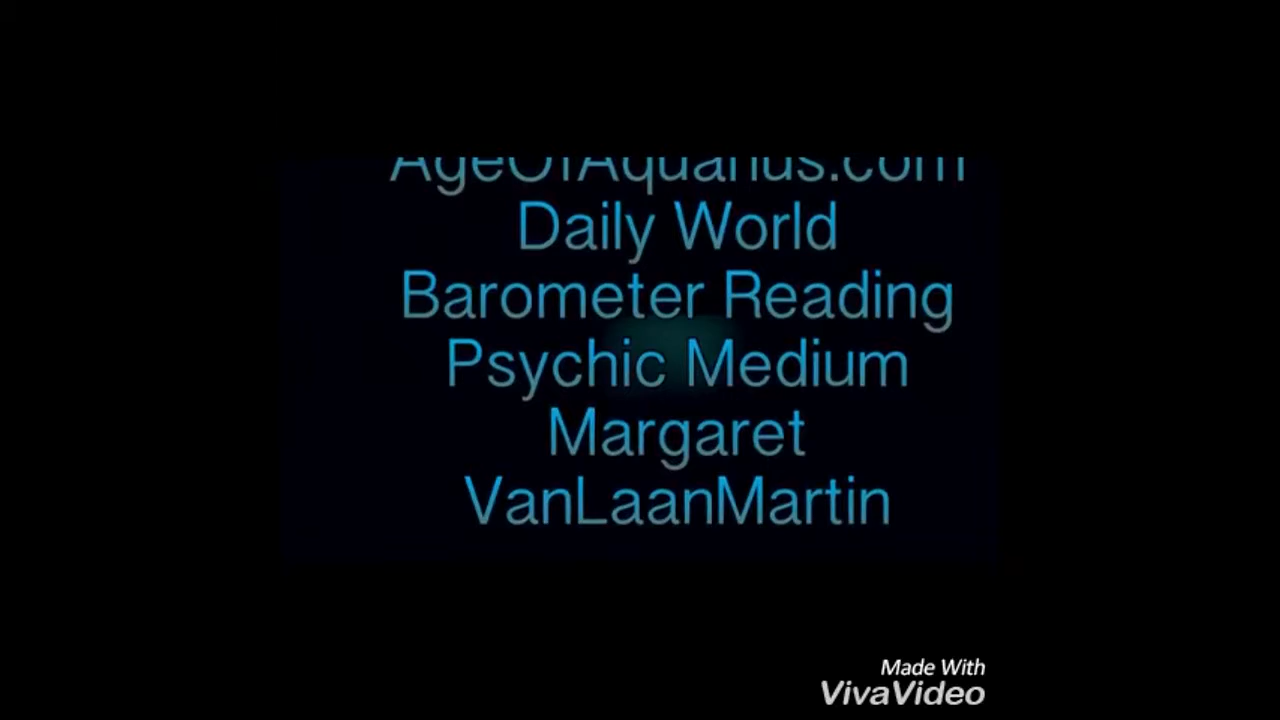 AgeOfAquarius.com
Daily World
Barometer Reading
Psychic Medium
Margaret
VanLaanMartin
Made With
VivaVideo